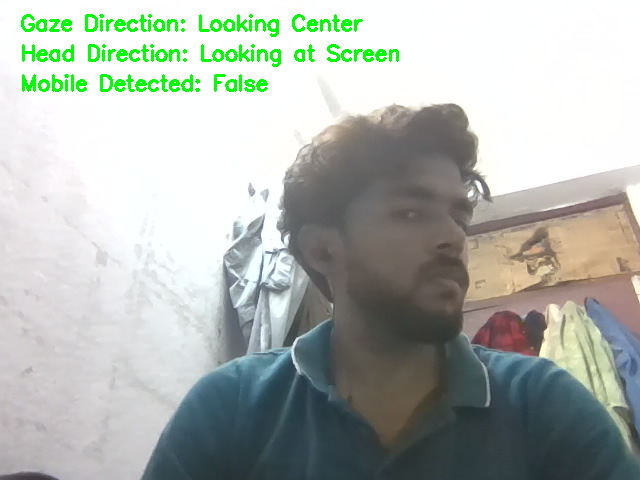 Gaze Direction: Looking Center
Head Direction: Looking at Screen
Mobile Detected: False